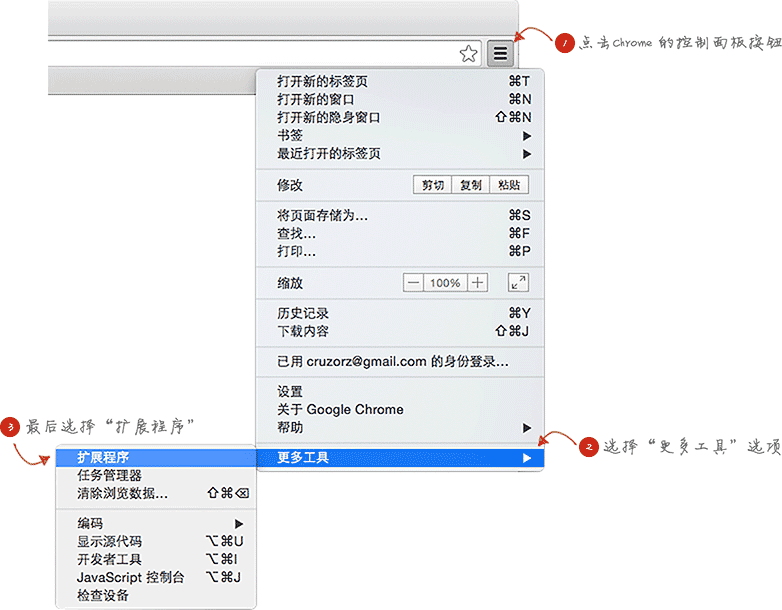 1 点击Chrome 的控制面板按钮
打开新的标签页 ⌘T
打开新的窗口 ⌘N
打开新的隐身窗口 ⇧⌘N
书签 ▶
最近打开的标签页 ▶
修改 剪切 复制 粘贴
将页面存储为... ⌘S
查找... ⌘F
打印... ⌘P
缩放 — 100% +
历史记录 ⌘Y
下载内容 ⇧⌘J
已用 cruzorz@gmail.com 的身份登录...
设置
关于 Google Chrome
帮助 ▶
更多工具 ▶
2 选择“更多工具”选项
3 最后选择“扩展程序”
扩展程序
任务管理器
清除浏览数据... ⇧⌘⌫
编码 ▶
显示源代码 ⌥⌘U
开发者工具 ⌥⌘I
JavaScript 控制台 ⌥⌘J
检查设备